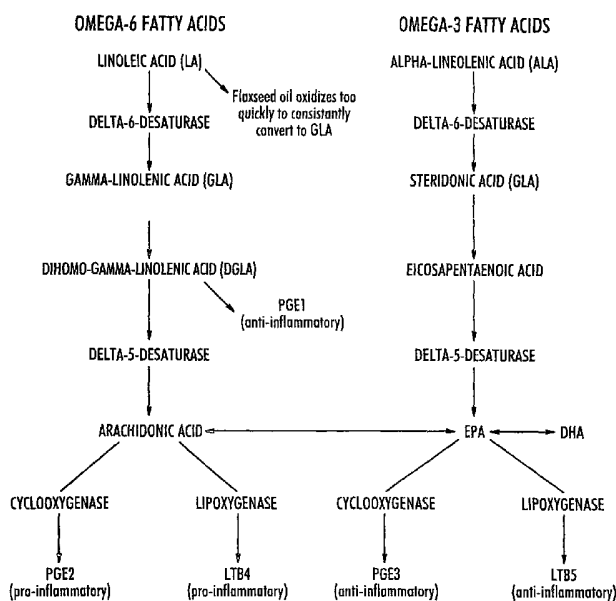 OMEGA-6 FATTY ACIDS
OMEGA-3 FATTY ACIDS
LINOLEIC ACID (LA)
ALPHA-LINEOLENIC ACID (ALA)
Flaxseed oil oxidizes too
quickly to consistently
convert to GLA
DELTA-6-DESATURASE
DELTA-6-DESATURASE
GAMMA-LINOLENIC ACID (GLA)
STERIDONIC ACID (GLA)
DIHOMO-GAMMA-LINOLENIC ACID (DGLA)
EICOSAPENTAENOIC ACID
PGE1
(anti-inflammatory)
DELTA-5-DESATURASE
DELTA-5-DESATURASE
ARACHIDONIC ACID
EPA
DHA
CYCLOOXYGENASE
LIPOXYGENASE
CYCLOOXYGENASE
LIPOXYGENASE
PGE2
(pro-inflammatory)
LTB4
(pro-inflammatory)
PGE3
(anti-inflammatory)
LTB5
(anti-inflammatory)